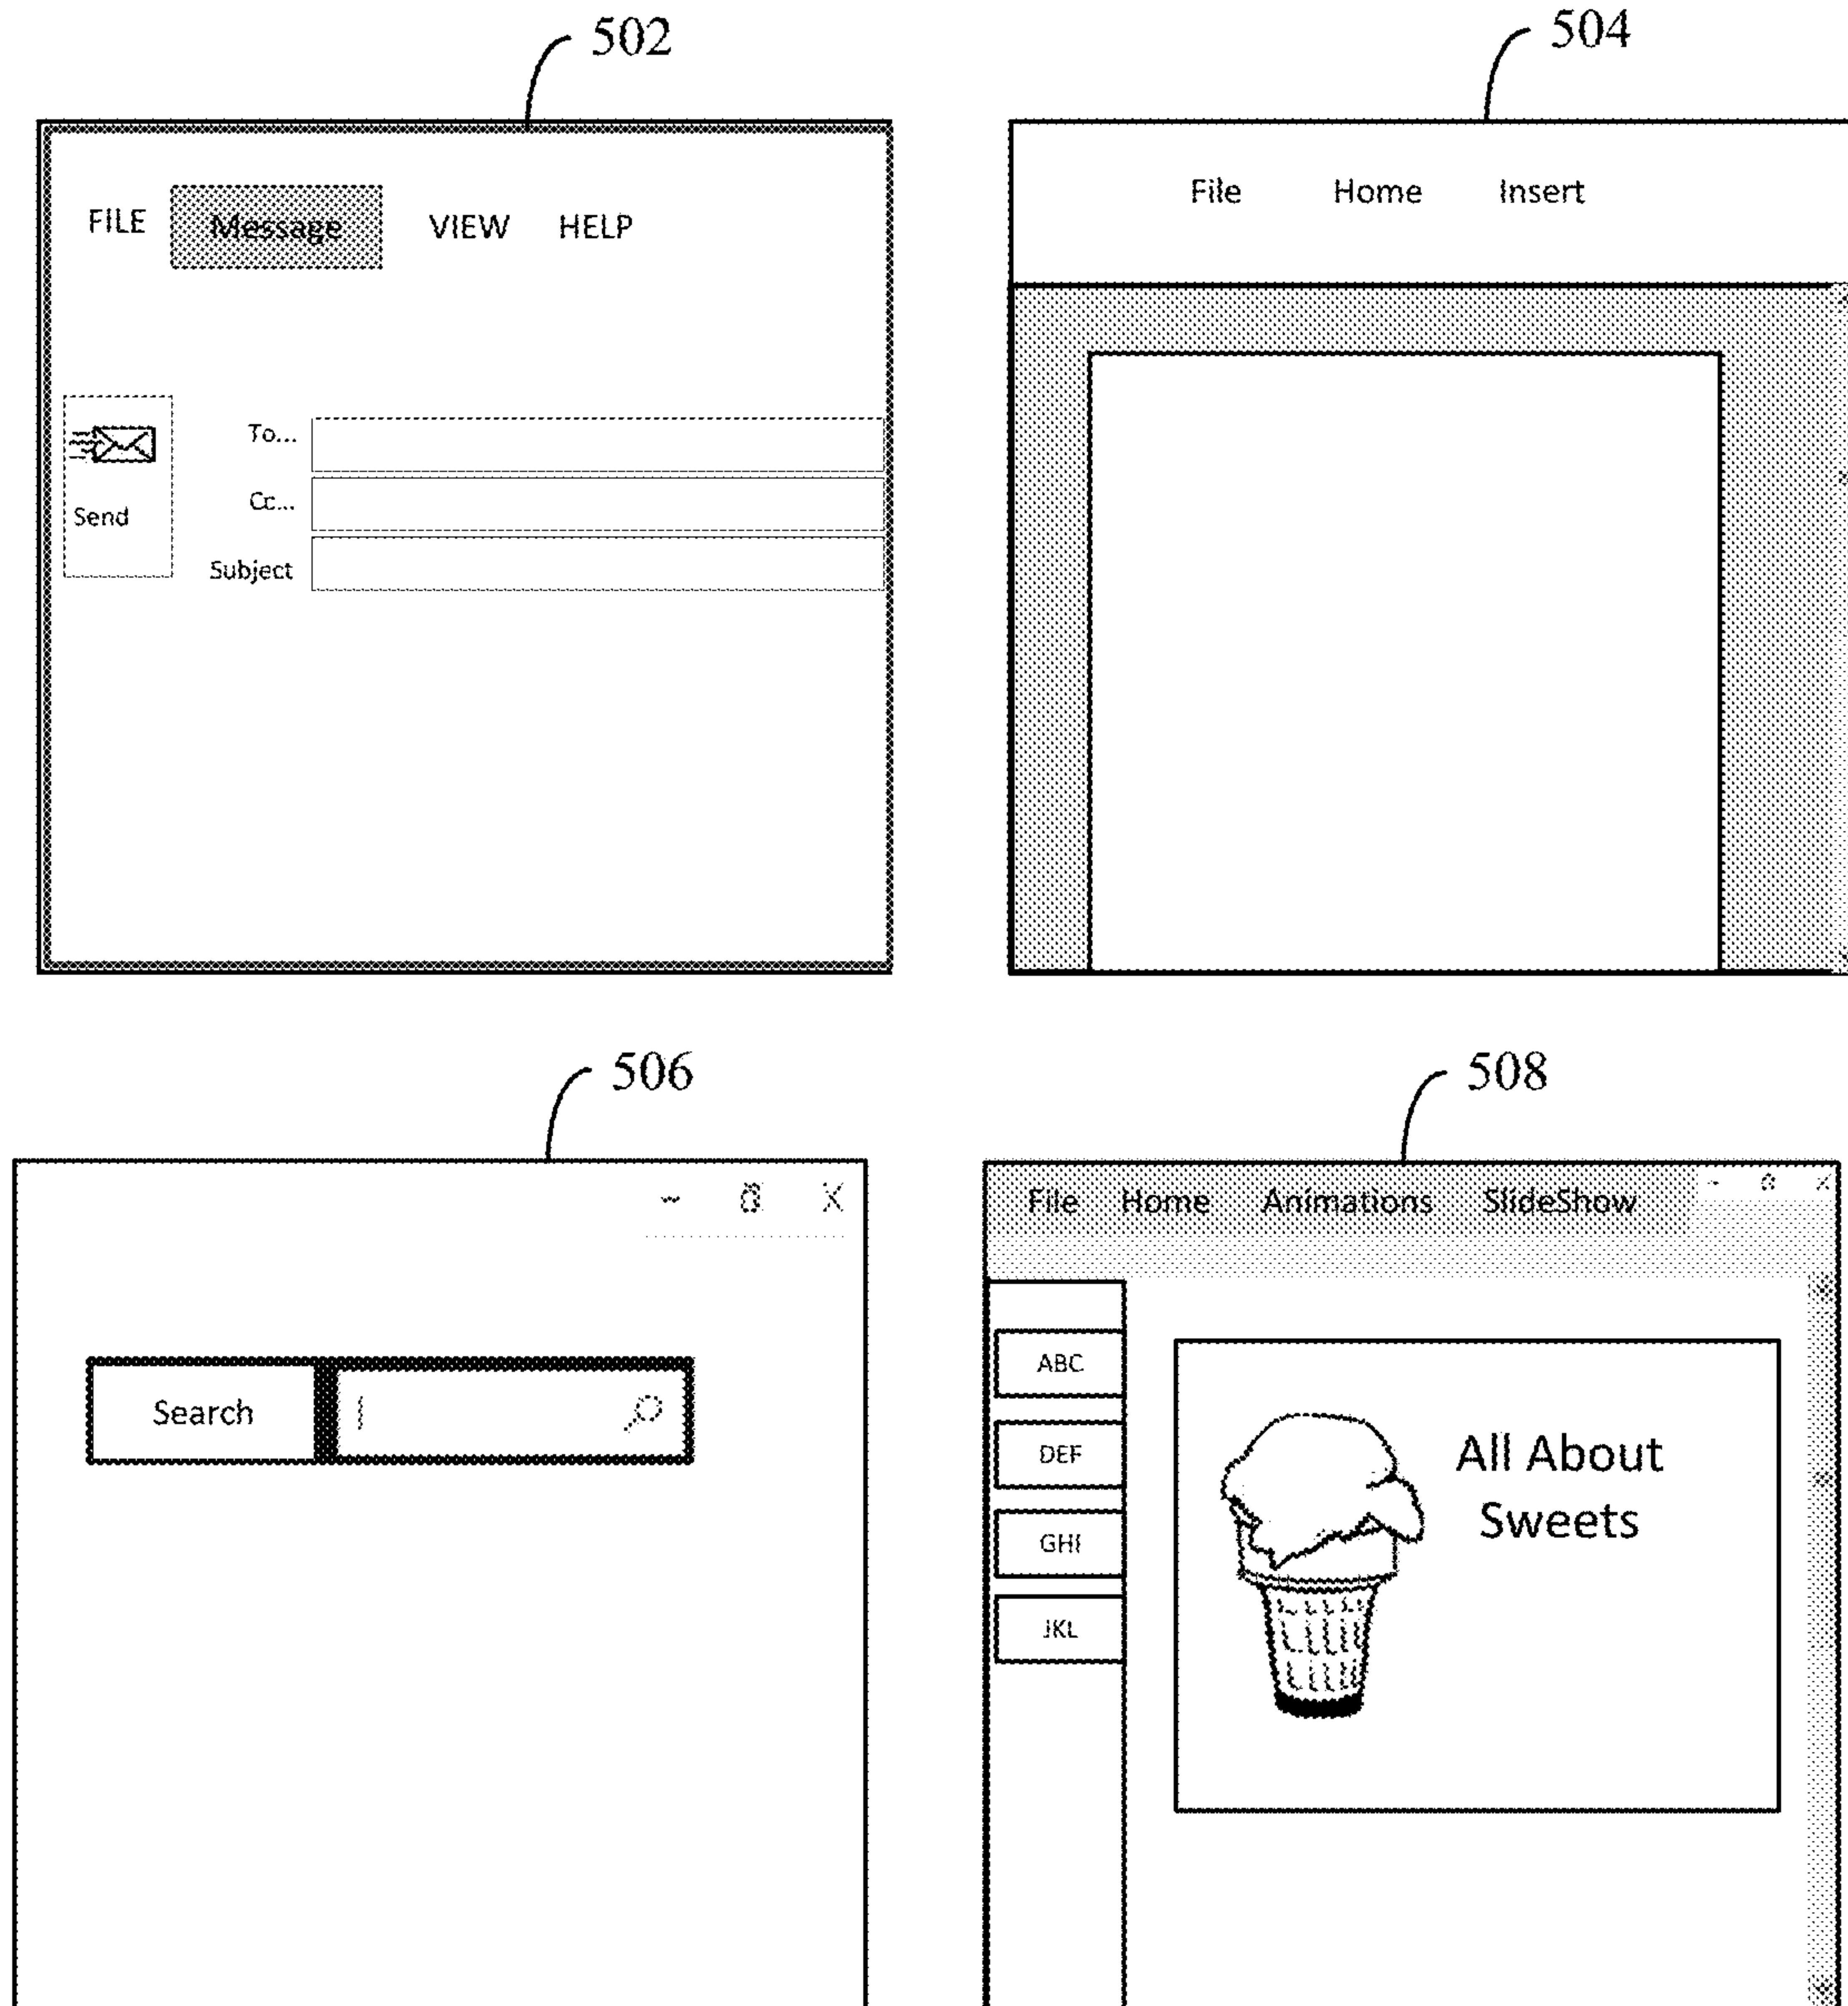 502
FILE Message VIEW HELP
To...
Cc...
Send
Subject
504
File Home Insert
506
Search
508
File Home Animations SlideShow
ABC
DEF
GHI
JKL
All About
Sweets